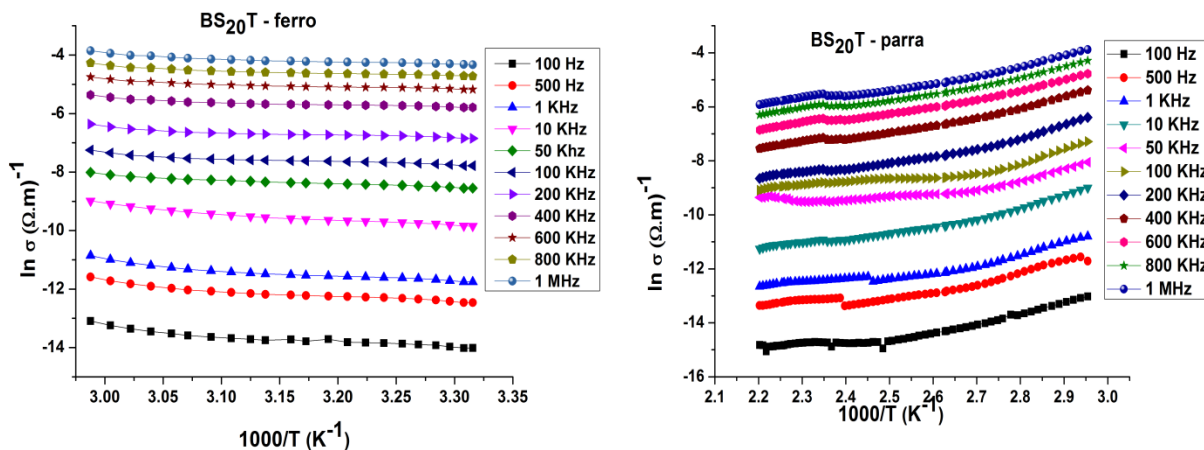 BS20T - ferro
ln σ (Ω.m)-1
-4
-6
-8
-10
-12
-14
3.00 3.05 3.10 3.15 3.20 3.25 3.30 3.35
1000/T (K-1)
100 Hz
500 Hz
1 KHz
10 KHz
50 Khz
100 KHz
200 KHz
400 KHz
600 KHz
800 KHz
1 MHz
BS20T - parra
ln σ (Ω.m)-1
-4
-6
-8
-10
-12
-14
-16
2.1 2.2 2.3 2.4 2.5 2.6 2.7 2.8 2.9 3.0
1000/T (K-1)
100 Hz
500 Hz
1 KHz
10 KHz
50 KHz
100 KHz
200 KHz
400 KHz
600 KHz
800 KHz
1 MHz